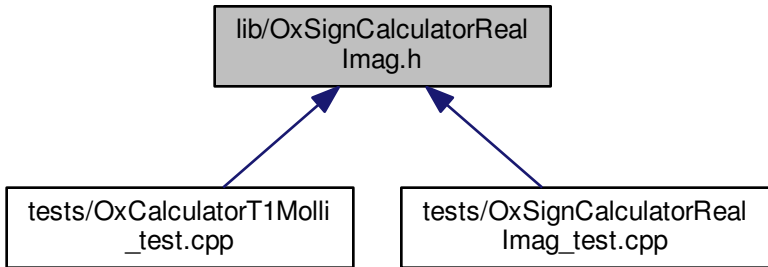 lib/OxSignCalculatorReal
Imag.h
tests/OxCalculatorT1Molli
_test.cpp
tests/OxSignCalculatorReal
Imag_test.cpp